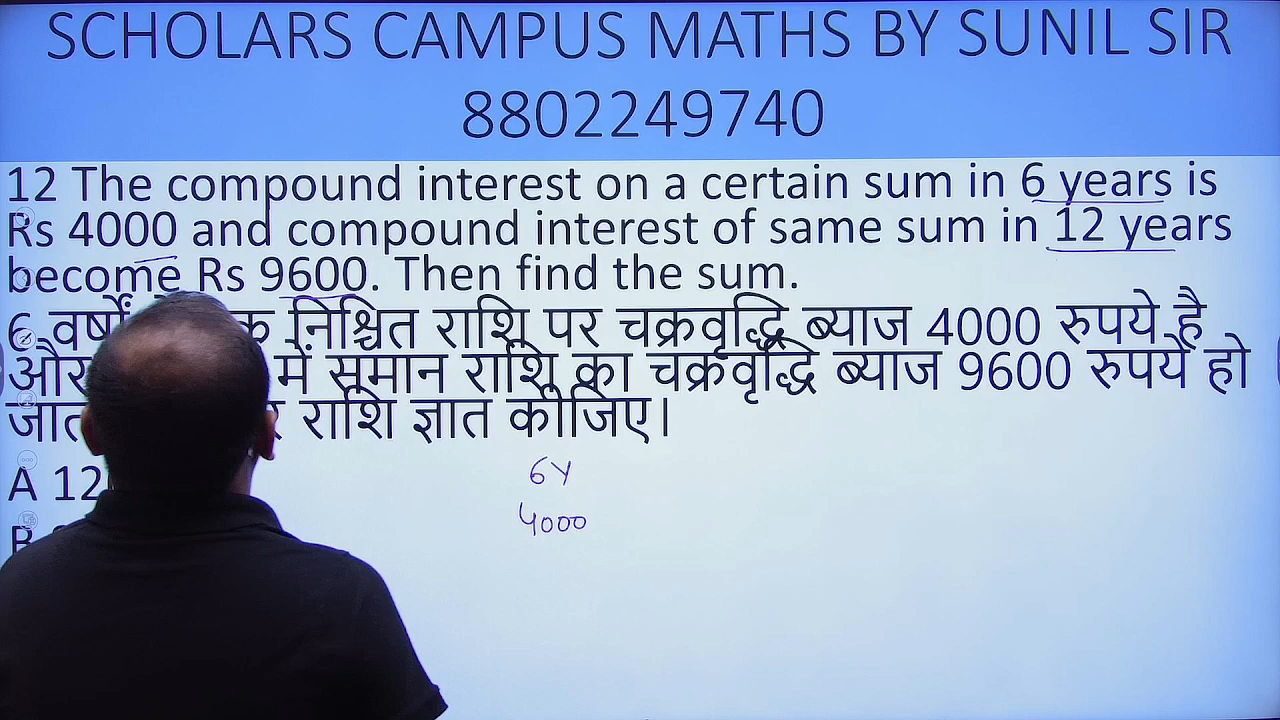 SCHOLARS CAMPUS MATHS BY SUNIL SIR
8802249740
12 The compound interest on a certain sum in 6 years is
Rs 4000 and compound interest of same sum in 12 years
become Rs 9600. Then find the sum.
6 वर्षों निश्चित राशि पर चक्रवृद्धि ब्याज 4000 रुपये है
और में समान राशि का चक्रवृद्धि ब्याज 9600 रुपये हो
राशि ज्ञात कीजिए।
A 12
B
6Y
4000